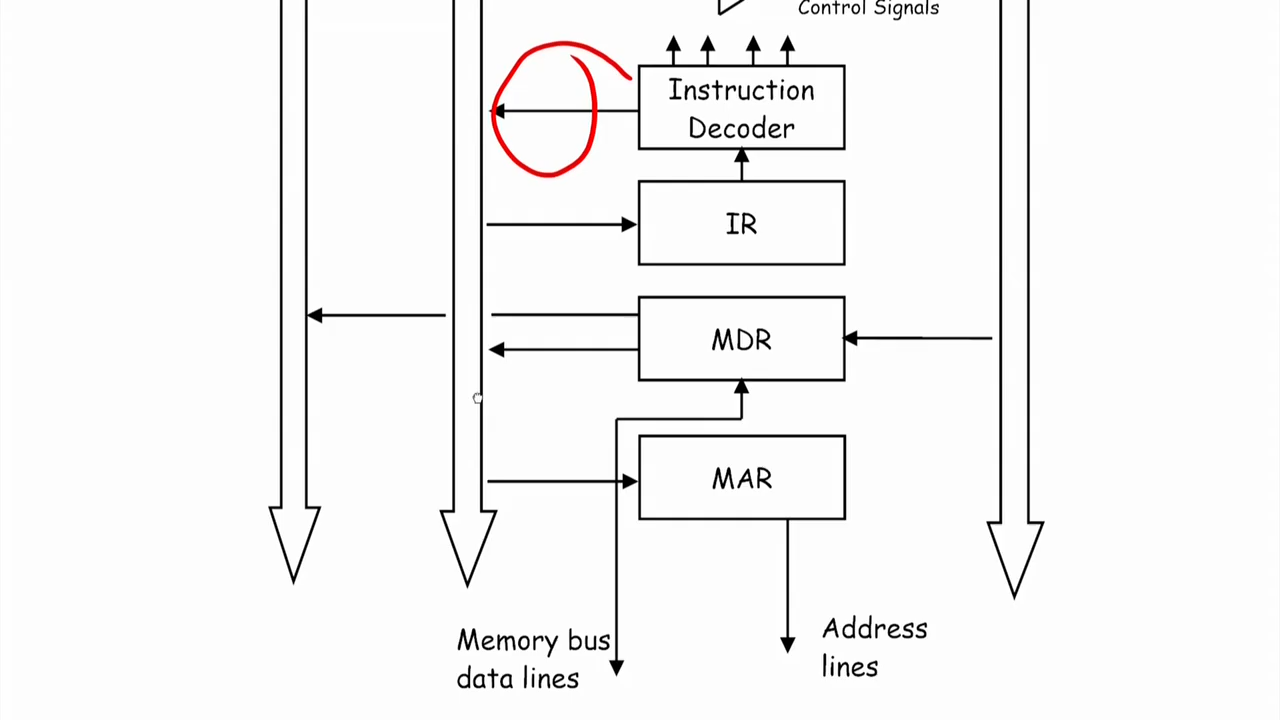 Control Signals
Instruction
Decoder
IR
MDR
MAR
Memory bus
data lines
Address
lines